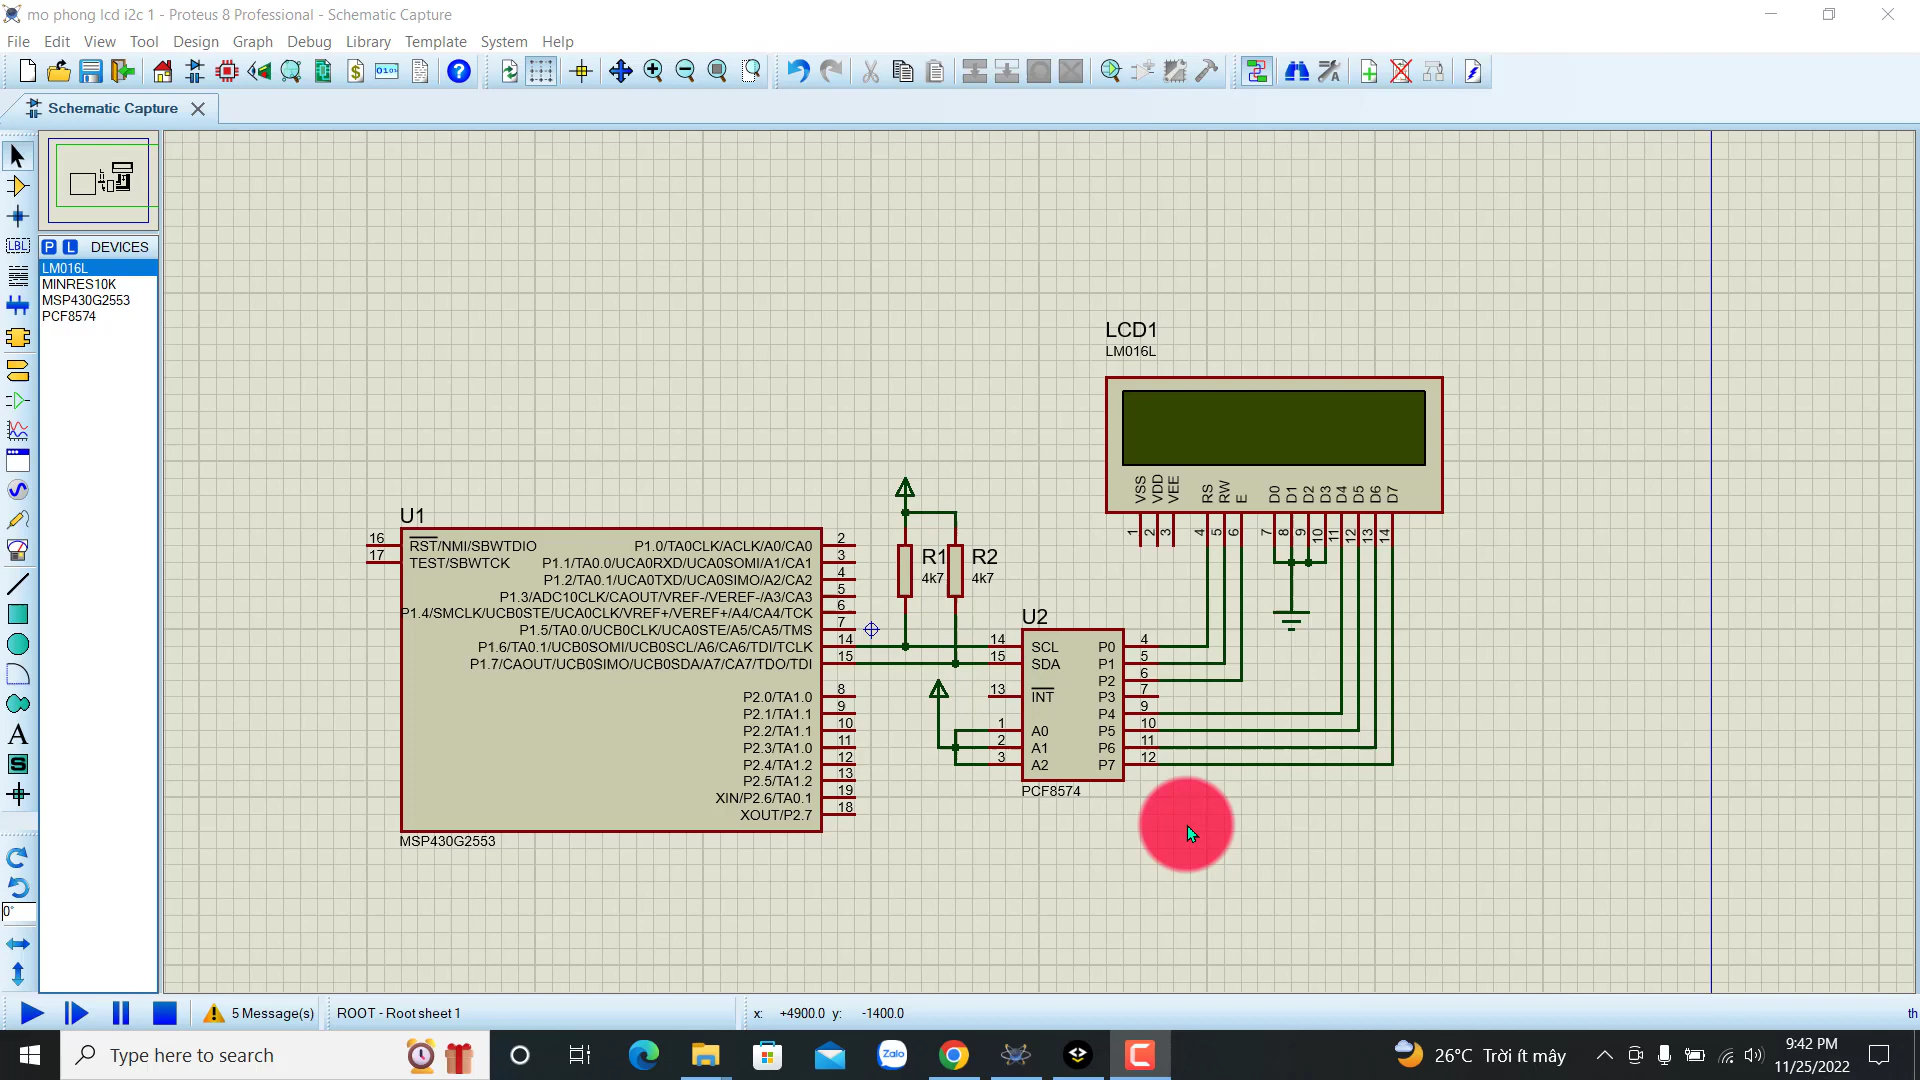 mo phong lcd i2c 1 - Proteus 8 Professional - Schematic Capture
File Edit View Tool Design Graph Debug Library Template System Help
Schematic Capture
P L DEVICES
LM016L
MINRES10K
MSP430G2553
PCF8574
LBL
A
S
0°
LCD1
LM016L
VSS VDD VEE RS RW E D0 D1 D2 D3 D4 D5 D6 D7
1 2 3 4 5 6 7 8 9 10 11 12 13 14
U1
16 RST/NMI/SBWTDIO
17 TEST/SBWTCK
P1.0/TA0CLK/ACLK/A0/CA0 2
P1.1/TA0.0/UCA0RXD/UCA0SOMI/A1/CA1 3
P1.2/TA0.1/UCA0TXD/UCA0SIMO/A2/CA2 4
P1.3/ADC10CLK/CAOUT/VREF-/VEREF-/A3/CA3 5
P1.4/SMCLK/UCB0STE/UCA0CLK/VREF+/VEREF+/A4/CA4/TCK 6
P1.5/TA0.0/UCB0CLK/UCA0STE/A5/CA5/TMS 7
P1.6/TA0.1/UCB0SOMI/UCB0SCL/A6/CA6/TDI/TCLK 14
P1.7/CAOUT/UCB0SIMO/UCB0SDA/A7/CA7/TDO/TDI 15
P2.0/TA1.0 8
P2.1/TA1.1 9
P2.2/TA1.1 10
P2.3/TA1.0 11
P2.4/TA1.2 12
P2.5/TA1.2 13
XIN/P2.6/TA0.1 19
XOUT/P2.7 18
MSP430G2553
R1
4k7
R2
4k7
U2
14 SCL P0 4
15 SDA P1 5
P2 6
13 INT P3 7
P4 9
1 A0 P5 10
2 A1 P6 11
3 A2 P7 12
PCF8574
5 Message(s) ROOT - Root sheet 1 x: +4900.0 y: -1400.0 th
Type here to search
Zalo
26°C Trời ít mây
9:42 PM
11/25/2022